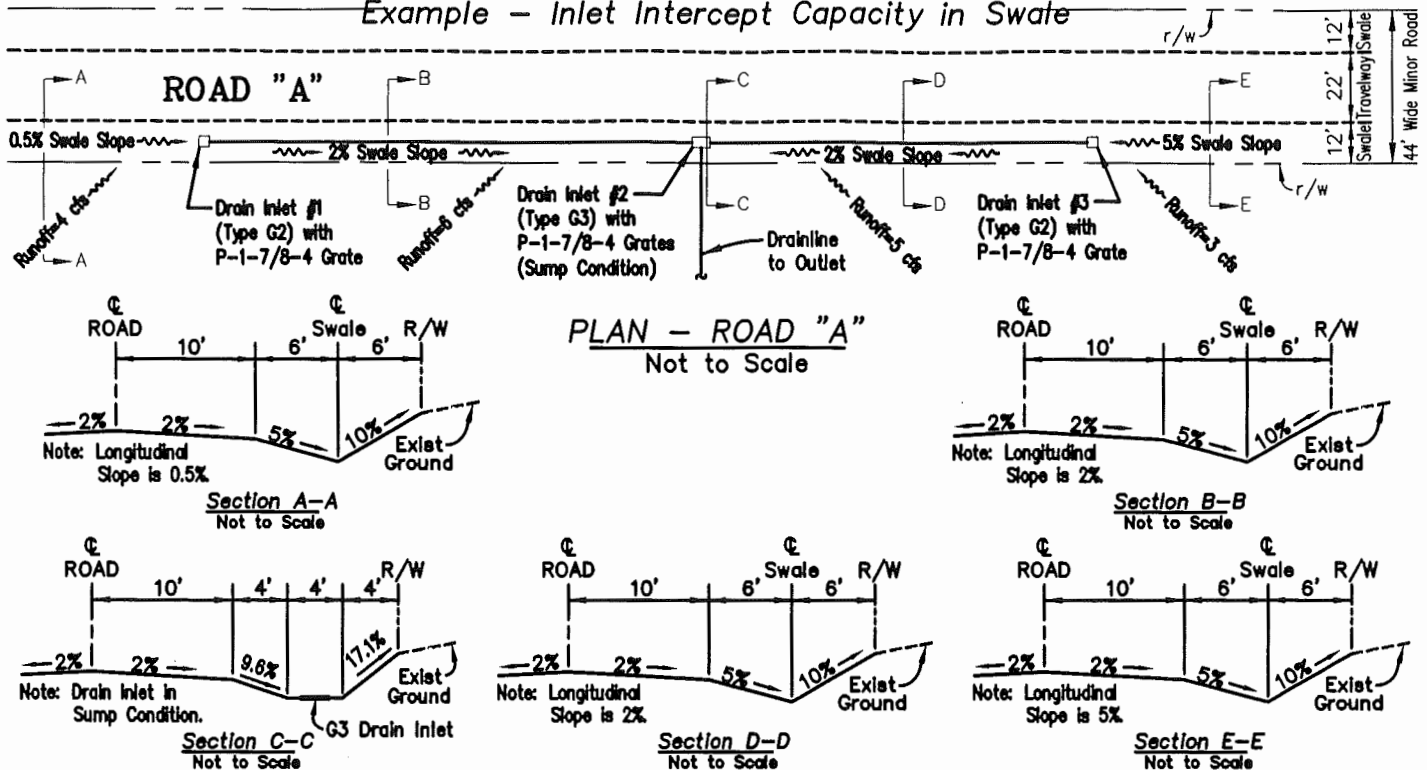 Example – Inlet Intercept Capacity in Swale
r/w
12' Swale
22' Travelway
12' Swale
44' Wide Minor Road
A
B
C
D
E
ROAD "A"
0.5% Swale Slope
2% Swale Slope
2% Swale Slope
5% Swale Slope
r/w
Runoff=4 cfs
A
Drain Inlet #1
(Type G2) with
P-1-7/8-4 Grate
B
Runoff=6 cfs
Drain Inlet #2
(Type G3) with
P-1-7/8-4 Grates
(Sump Condition)
C
Drainline
to Outlet
Runoff=5 cfs
D
Drain Inlet #3
(Type G2) with
P-1-7/8-4 Grate
Runoff=3 cfs
E
PLAN – ROAD "A"
Not to Scale
℄
ROAD
℄
Swale
R/W
10' 6' 6'
2% 2% 5% 10%
Note: Longitudinal
Slope is 0.5%.
Exist
Ground
Section A-A
Not to Scale
℄
ROAD
℄
Swale
R/W
10' 6' 6'
2% 2% 5% 10%
Note: Longitudinal
Slope is 2%.
Exist
Ground
Section B-B
Not to Scale
℄
ROAD
R/W
10' 4' 4' 4'
2% 2% 9.6% 17.1%
Note: Drain Inlet in
Sump Condition.
Exist
Ground
G3 Drain Inlet
Section C-C
Not to Scale
℄
ROAD
℄
Swale
R/W
10' 6' 6'
2% 2% 5% 10%
Note: Longitudinal
Slope is 2%.
Exist
Ground
Section D-D
Not to Scale
℄
ROAD
℄
Swale
R/W
10' 6' 6'
2% 2% 5% 10%
Note: Longitudinal
Slope is 5%.
Exist
Ground
Section E-E
Not to Scale